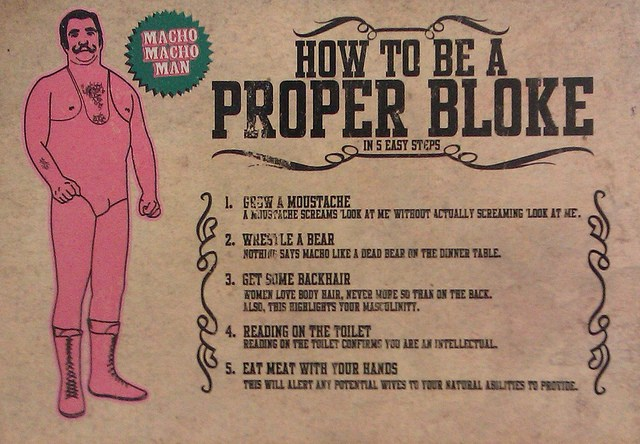 MACHO
MACHO
MAN
HOW TO BE A
PROPER BLOKE
IN 5 EASY STEPS
1. GROW A MOUSTACHE
A MOUSTACHE SCREAMS 'LOOK AT ME' WITHOUT ACTUALLY SCREAMING 'LOOK AT ME'.
2. WRESTLE A BEAR
NOTHING SAYS MACHO LIKE A DEAD BEAR ON THE DINNER TABLE.
3. GET SOME BACKHAIR
WOMEN LOVE BODY HAIR, NEVER MORE SO THAN ON THE BACK.
ALSO, THIS HIGHLIGHTS YOUR MASCULINITY.
4. READING ON THE TOILET
READING ON THE TOILET CONFIRMS YOU ARE AN INTELLECTUAL.
5. EAT MEAT WITH YOUR HANDS
THIS WILL ALERT ANY POTENTIAL WIVES TO YOUR NATURAL ABILITIES TO PROVIDE.